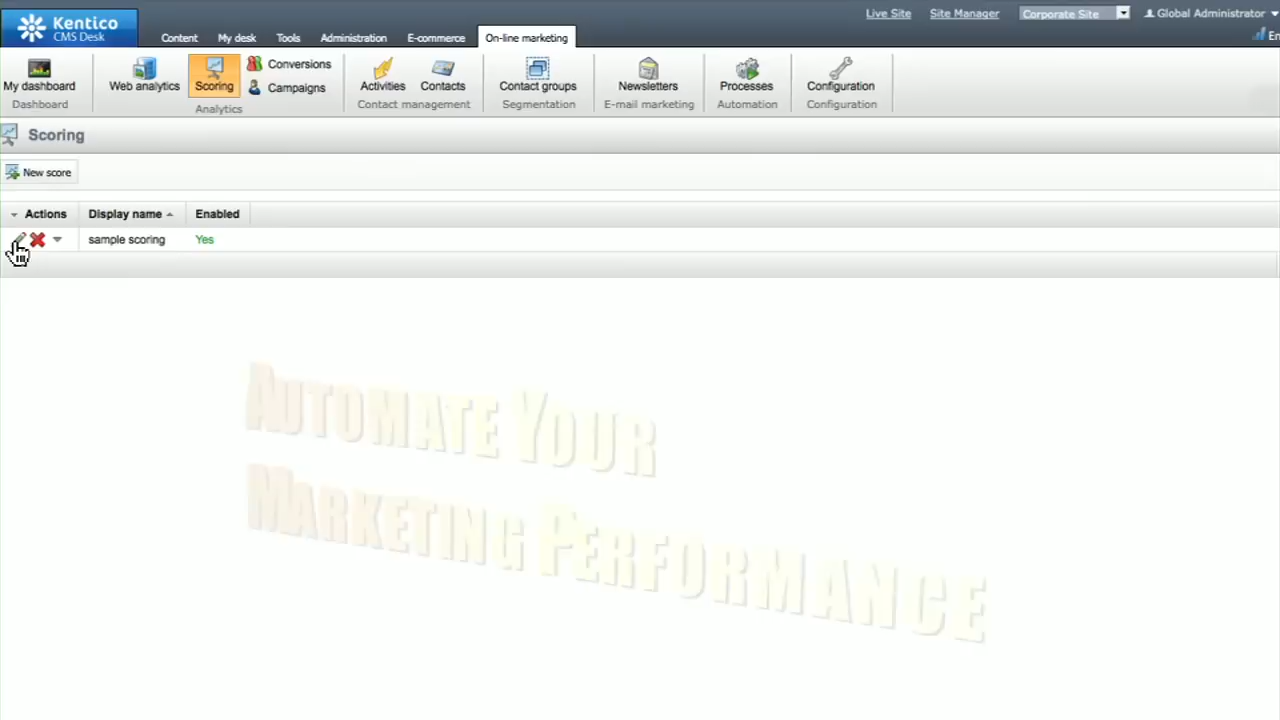 Kentico
CMS Desk
Live Site
Site Manager
Corporate Site
Global Administrator
Content
My desk
Tools
Administration
E-commerce
On-line marketing
En
My dashboard
Dashboard
Web analytics
Scoring
Conversions
Campaigns
Analytics
Activities
Contacts
Contact management
Contact groups
Segmentation
Newsletters
E-mail marketing
Processes
Automation
Configuration
Configuration
Scoring
New score
Actions
Display name
Enabled
sample scoring
Yes
AUTOMATE YOUR
MARKETING PERFORMANCE